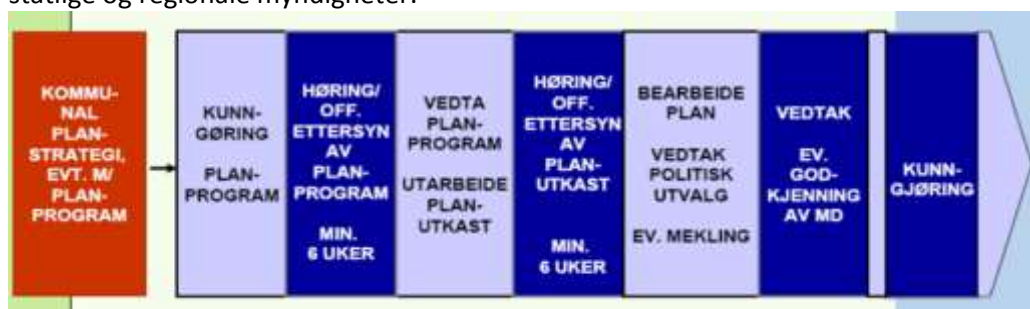 statlige og regionale myndigheter.
KOMMU-
NAL
PLAN-
STRATEGI,
EVT. M/
PLAN-
PROGRAM
KUNN-
GØRING
PLAN-
PROGRAM
HØRING/
OFF.
ETTERSYN
AV
PLAN-
PROGRAM
MIN.
6 UKER
VEDTA
PLAN-
PROGRAM
UTARBEIDE
PLAN-
UTKAST
HØRING/
OFF.
ETTERSYN
AV
PLAN-
UTKAST
MIN.
6 UKER
BEARBEIDE
PLAN
VEDTAK
POLITISK
UTVALG
EV. MEKLING
VEDTAK
EV.
GOD-
KJENNING
AV MD
KUNN-
GJØRING